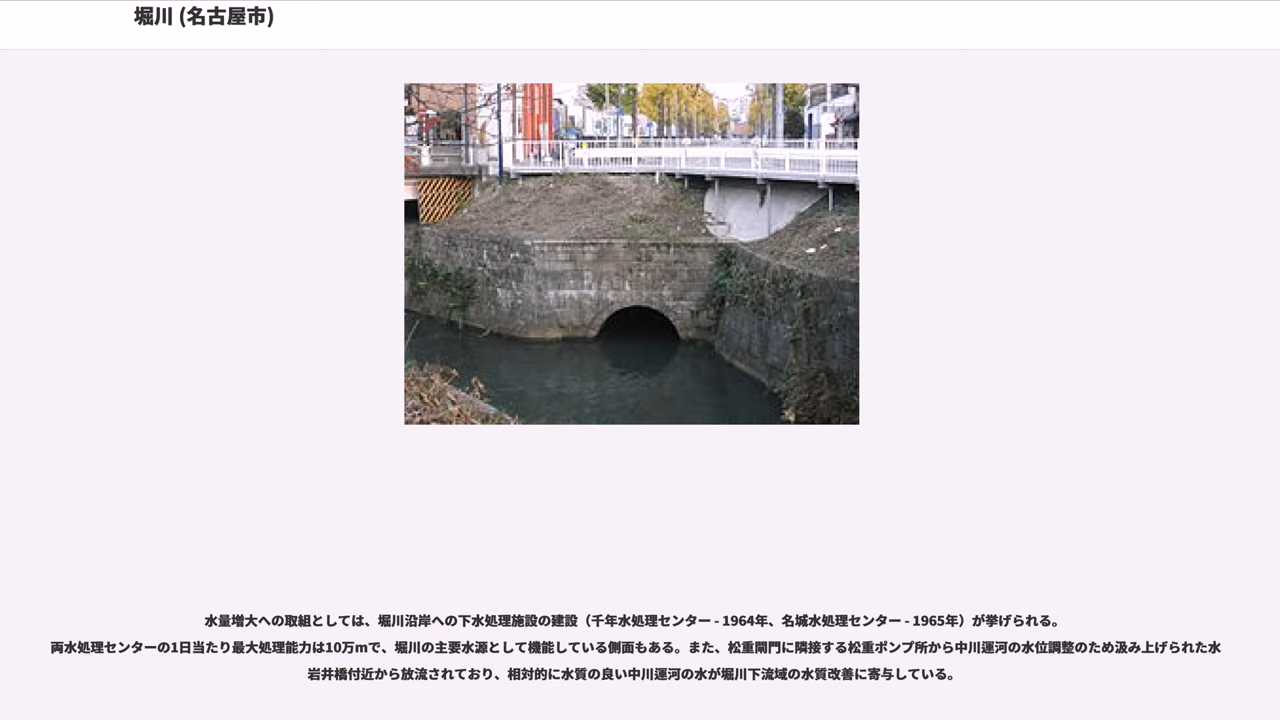 堀川 (名古屋市)
水量増大への取組としては、堀川沿岸への下水処理施設の建設（千年水処理センター - 1964年、名城水処理センター - 1965年）が挙げられる。
両水処理センターの1日当たり最大処理能力は10万mで、堀川の主要水源として機能している側面もある。また、松重閘門に隣接する松重ポンプ所から中川運河の水位調整のため汲み上げられた水
岩井橋付近から放流されており、相対的に水質の良い中川運河の水が堀川下流域の水質改善に寄与している。